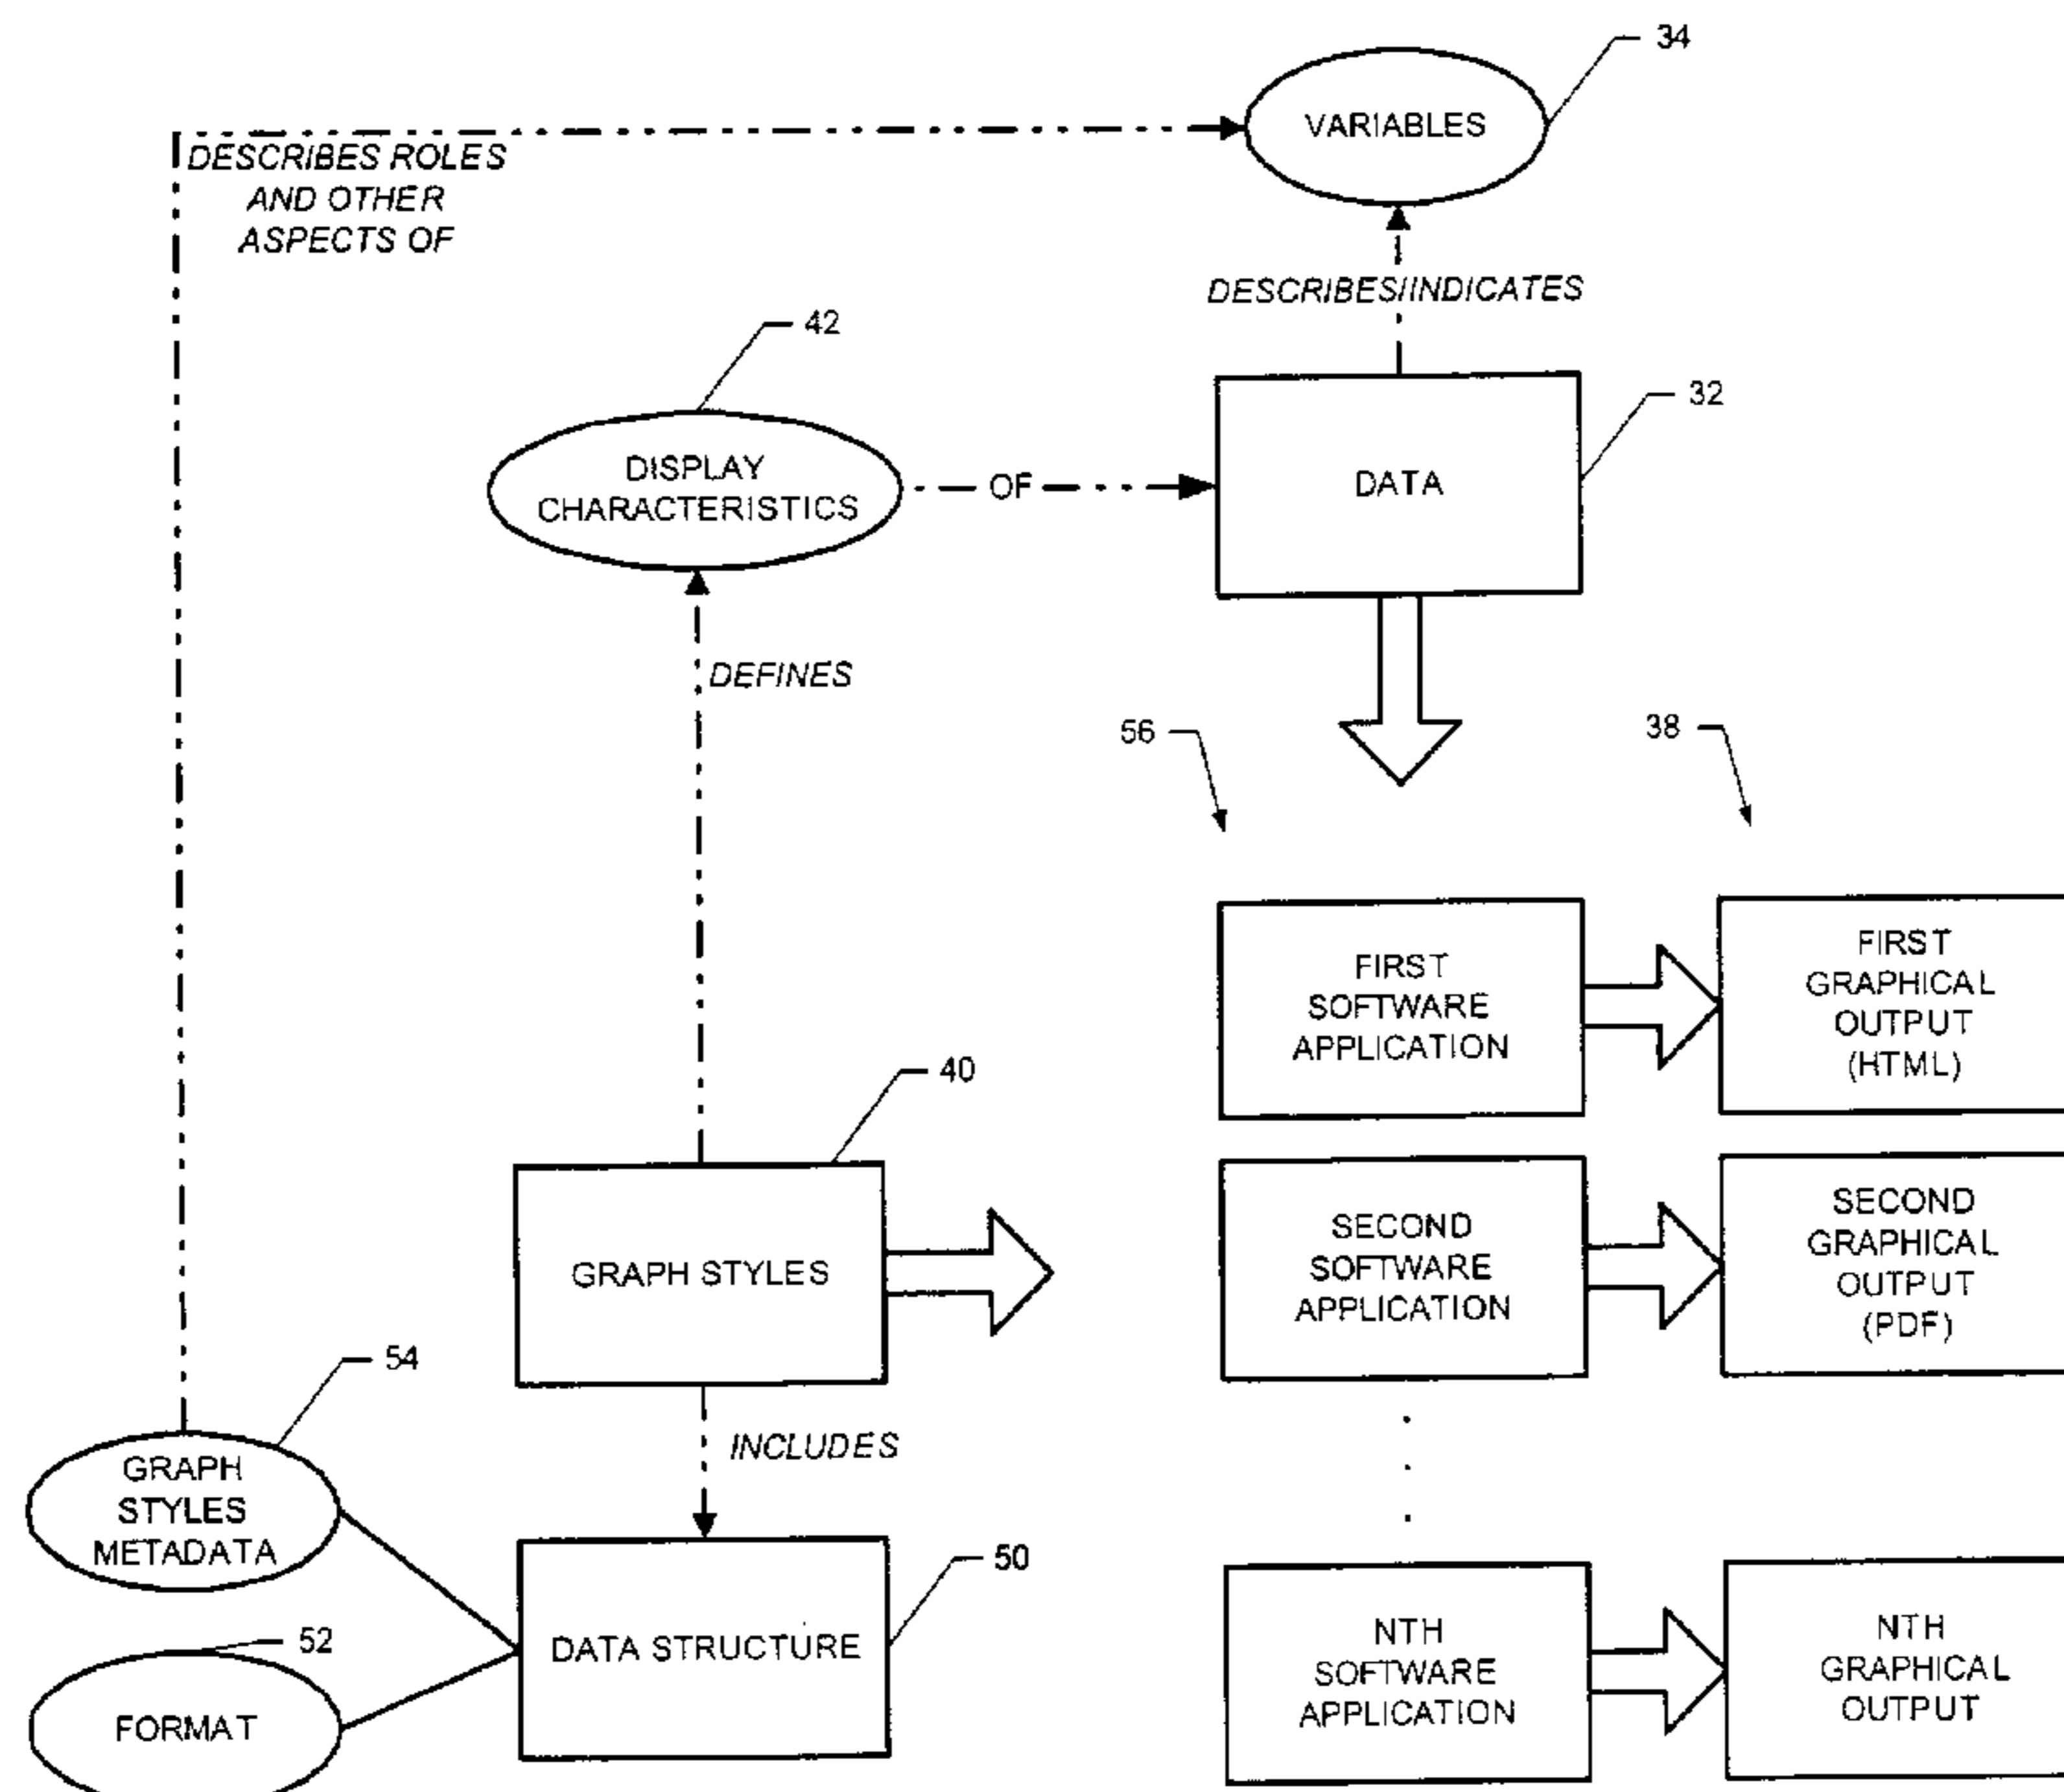 34
VARIABLES
DESCRIBES ROLES
AND OTHER
ASPECTS OF
DESCRIBES/INDICATES
42
32
DISPLAY
CHARACTERISTICS
OF
DATA
DEFINES
56
38
FIRST
SOFTWARE
APPLICATION
FIRST
GRAPHICAL
OUTPUT
(HTML)
40
GRAPH STYLES
SECOND
SOFTWARE
APPLICATION
SECOND
GRAPHICAL
OUTPUT
(PDF)
54
GRAPH
STYLES
METADATA
INCLUDES
50
52
DATA STRUCTURE
FORMAT
NTH
SOFTWARE
APPLICATION
NTH
GRAPHICAL
OUTPUT